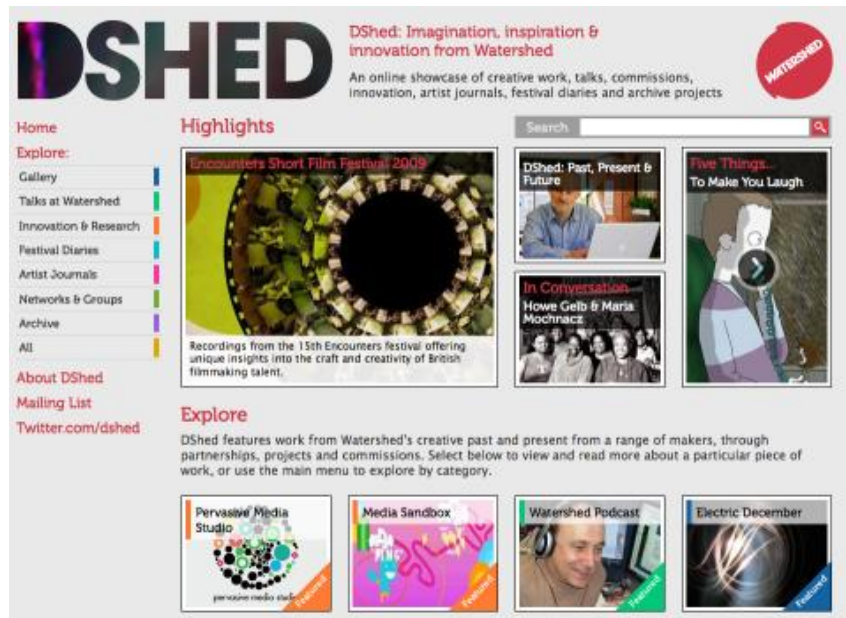 DSHED
DShed: Imagination, inspiration &
innovation from Watershed
An online showcase of creative work, talks, commissions,
innovation, artist journals, festival diaries and archive projects
WATERSHED
Home
Explore:
Gallery
Talks at Watershed
Innovation & Research
Festival Diaries
Artist Journals
Networks & Groups
Archive
All
About DShed
Mailing List
Twitter.com/dshed
Highlights
Search
Encounters Short Film Festival 2009
Recordings from the 15th Encounters festival offering
unique insights into the craft and creativity of British
filmmaking talent.
DShed: Past, Present &
Future
In Conversation
Howe Gelb & Maria
Mochnacz
Five Things...
To Make You Laugh
Explore
DShed features work from Watershed's creative past and present from a range of makers, through
partnerships, projects and commissions. Select below to view and read more about a particular piece of
work, or use the main menu to explore by category.
Pervasive Media
Studio
pervasive media studio
Featured
Media Sandbox
Featured
Watershed Podcast
Featured
Electric December
Featured